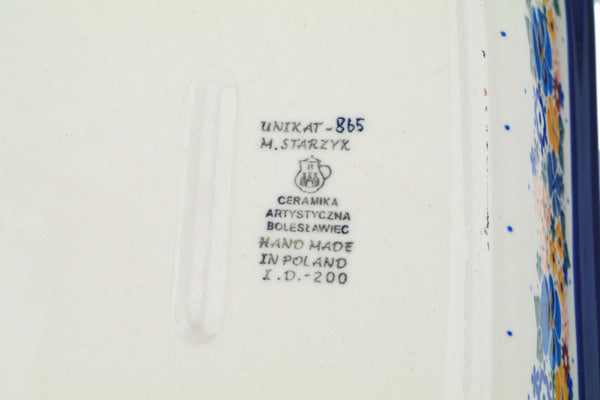 UNIKAT~865
M. STARZYK
B
CERAMIKA
ARTYSTYCZNA
BOLESŁAWIEC
HAND MADE
IN POLAND
I.D.-200